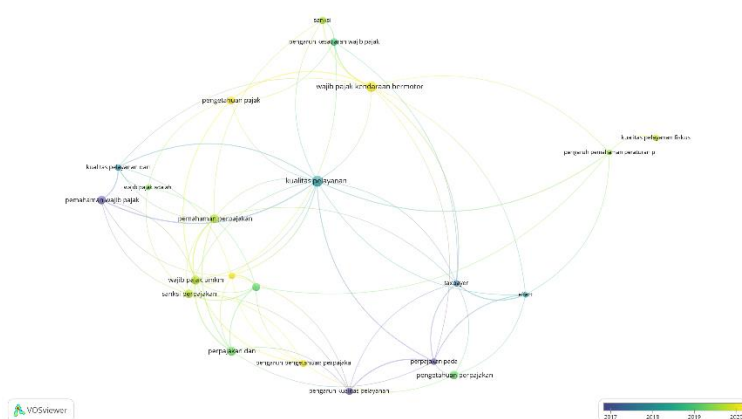 sanksi
pengaruh kesadaran wajib pajak
wajib pajak kendaraan bermotor
pengetahuan pajak
kualitas pelayanan fiskus
pengaruh pemahaman peraturan p
kualitas pelayanan dan
kualitas pelayanan
wajib pajak adalah
pemahaman wajib pajak
pemahaman perpajakan
wajib pajak umkm
taxpayer
sanksi perpajakan
perpajakan dan
perpajakan pada
pengaruh pengetahuan perpajaka
pengetahuan perpajakan
pengaruh kualitas pelayanan
VOSviewer
2017 2018 2019 2020